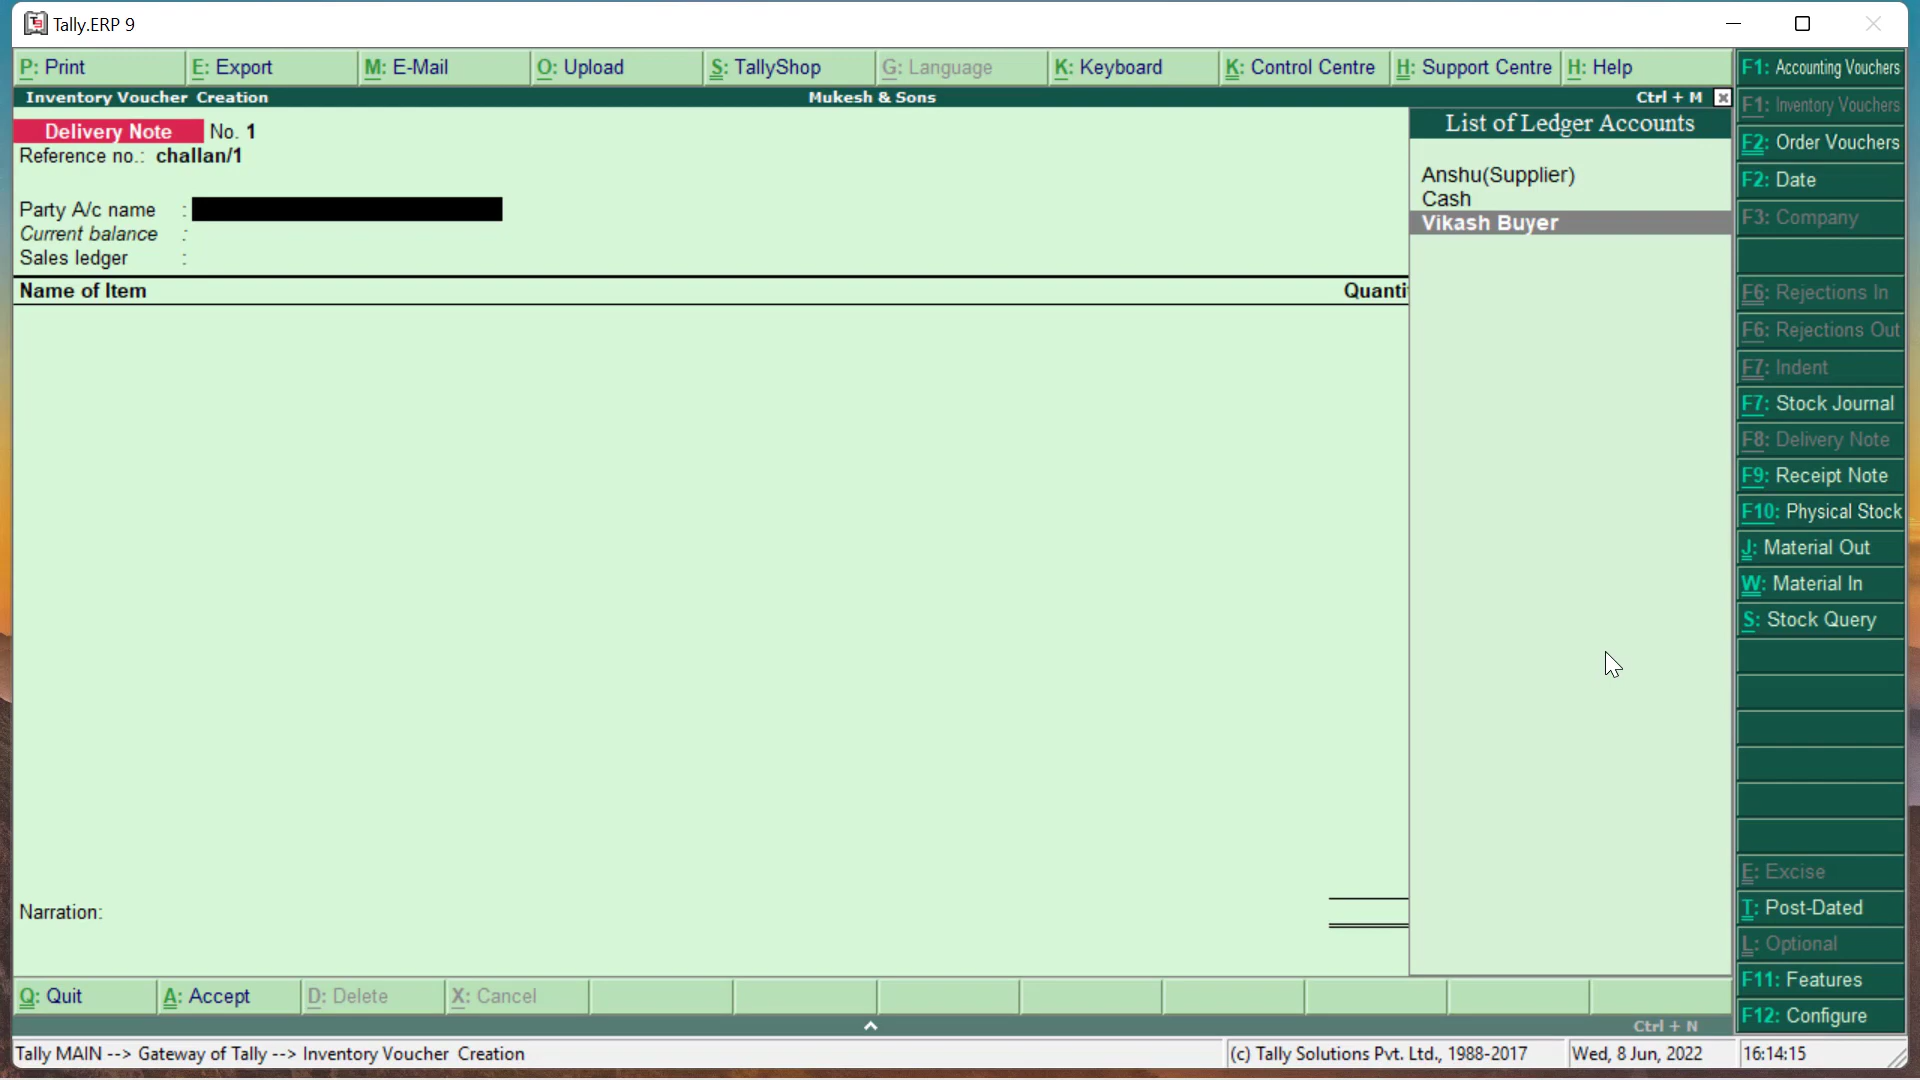 Tally.ERP 9
P: Print E: Export M: E-Mail O: Upload S: TallyShop G: Language K: Keyboard K: Control Centre H: Support Centre H: Help
Inventory Voucher Creation Mukesh & Sons Ctrl + M
Delivery Note No. 1
Reference no.: challan/1
Party A/c name :
Current balance :
Sales ledger :
Name of Item Quanti
Narration:
List of Ledger Accounts
Anshu(Supplier)
Cash
Vikash Buyer
F1: Accounting Vouchers
F1: Inventory Vouchers
F2: Order Vouchers
F2: Date
F3: Company
F6: Rejections In
F6: Rejections Out
F7: Indent
F7: Stock Journal
F8: Delivery Note
F9: Receipt Note
F10: Physical Stock
J: Material Out
W: Material In
S: Stock Query
E: Excise
T: Post-Dated
L: Optional
F11: Features
F12: Configure
Q: Quit A: Accept D: Delete X: Cancel
Ctrl + N
Tally MAIN --> Gateway of Tally --> Inventory Voucher Creation (c) Tally Solutions Pvt. Ltd., 1988-2017 Wed, 8 Jun, 2022 16:14:15